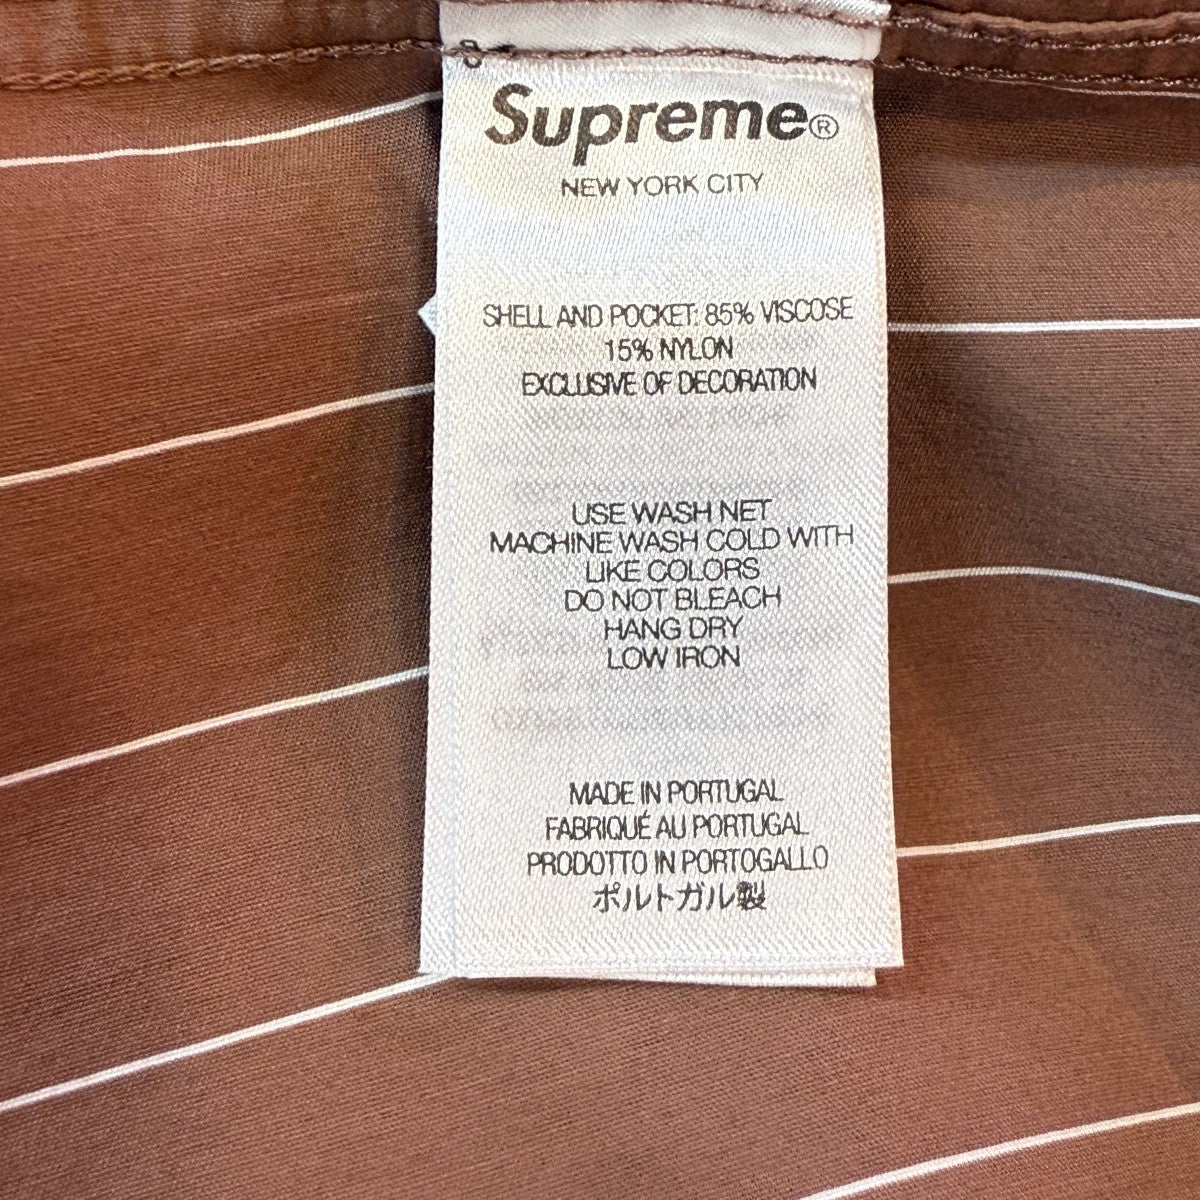 Supreme®
NEW YORK CITY
SHELL AND POCKET: 85% VISCOSE
15% NYLON
EXCLUSIVE OF DECORATION
USE WASH NET
MACHINE WASH COLD WITH
LIKE COLORS
DO NOT BLEACH
HANG DRY
LOW IRON
MADE IN PORTUGAL
FABRIQUÉ AU PORTUGAL
PRODOTTO IN PORTOGALLO
ポルトガル製